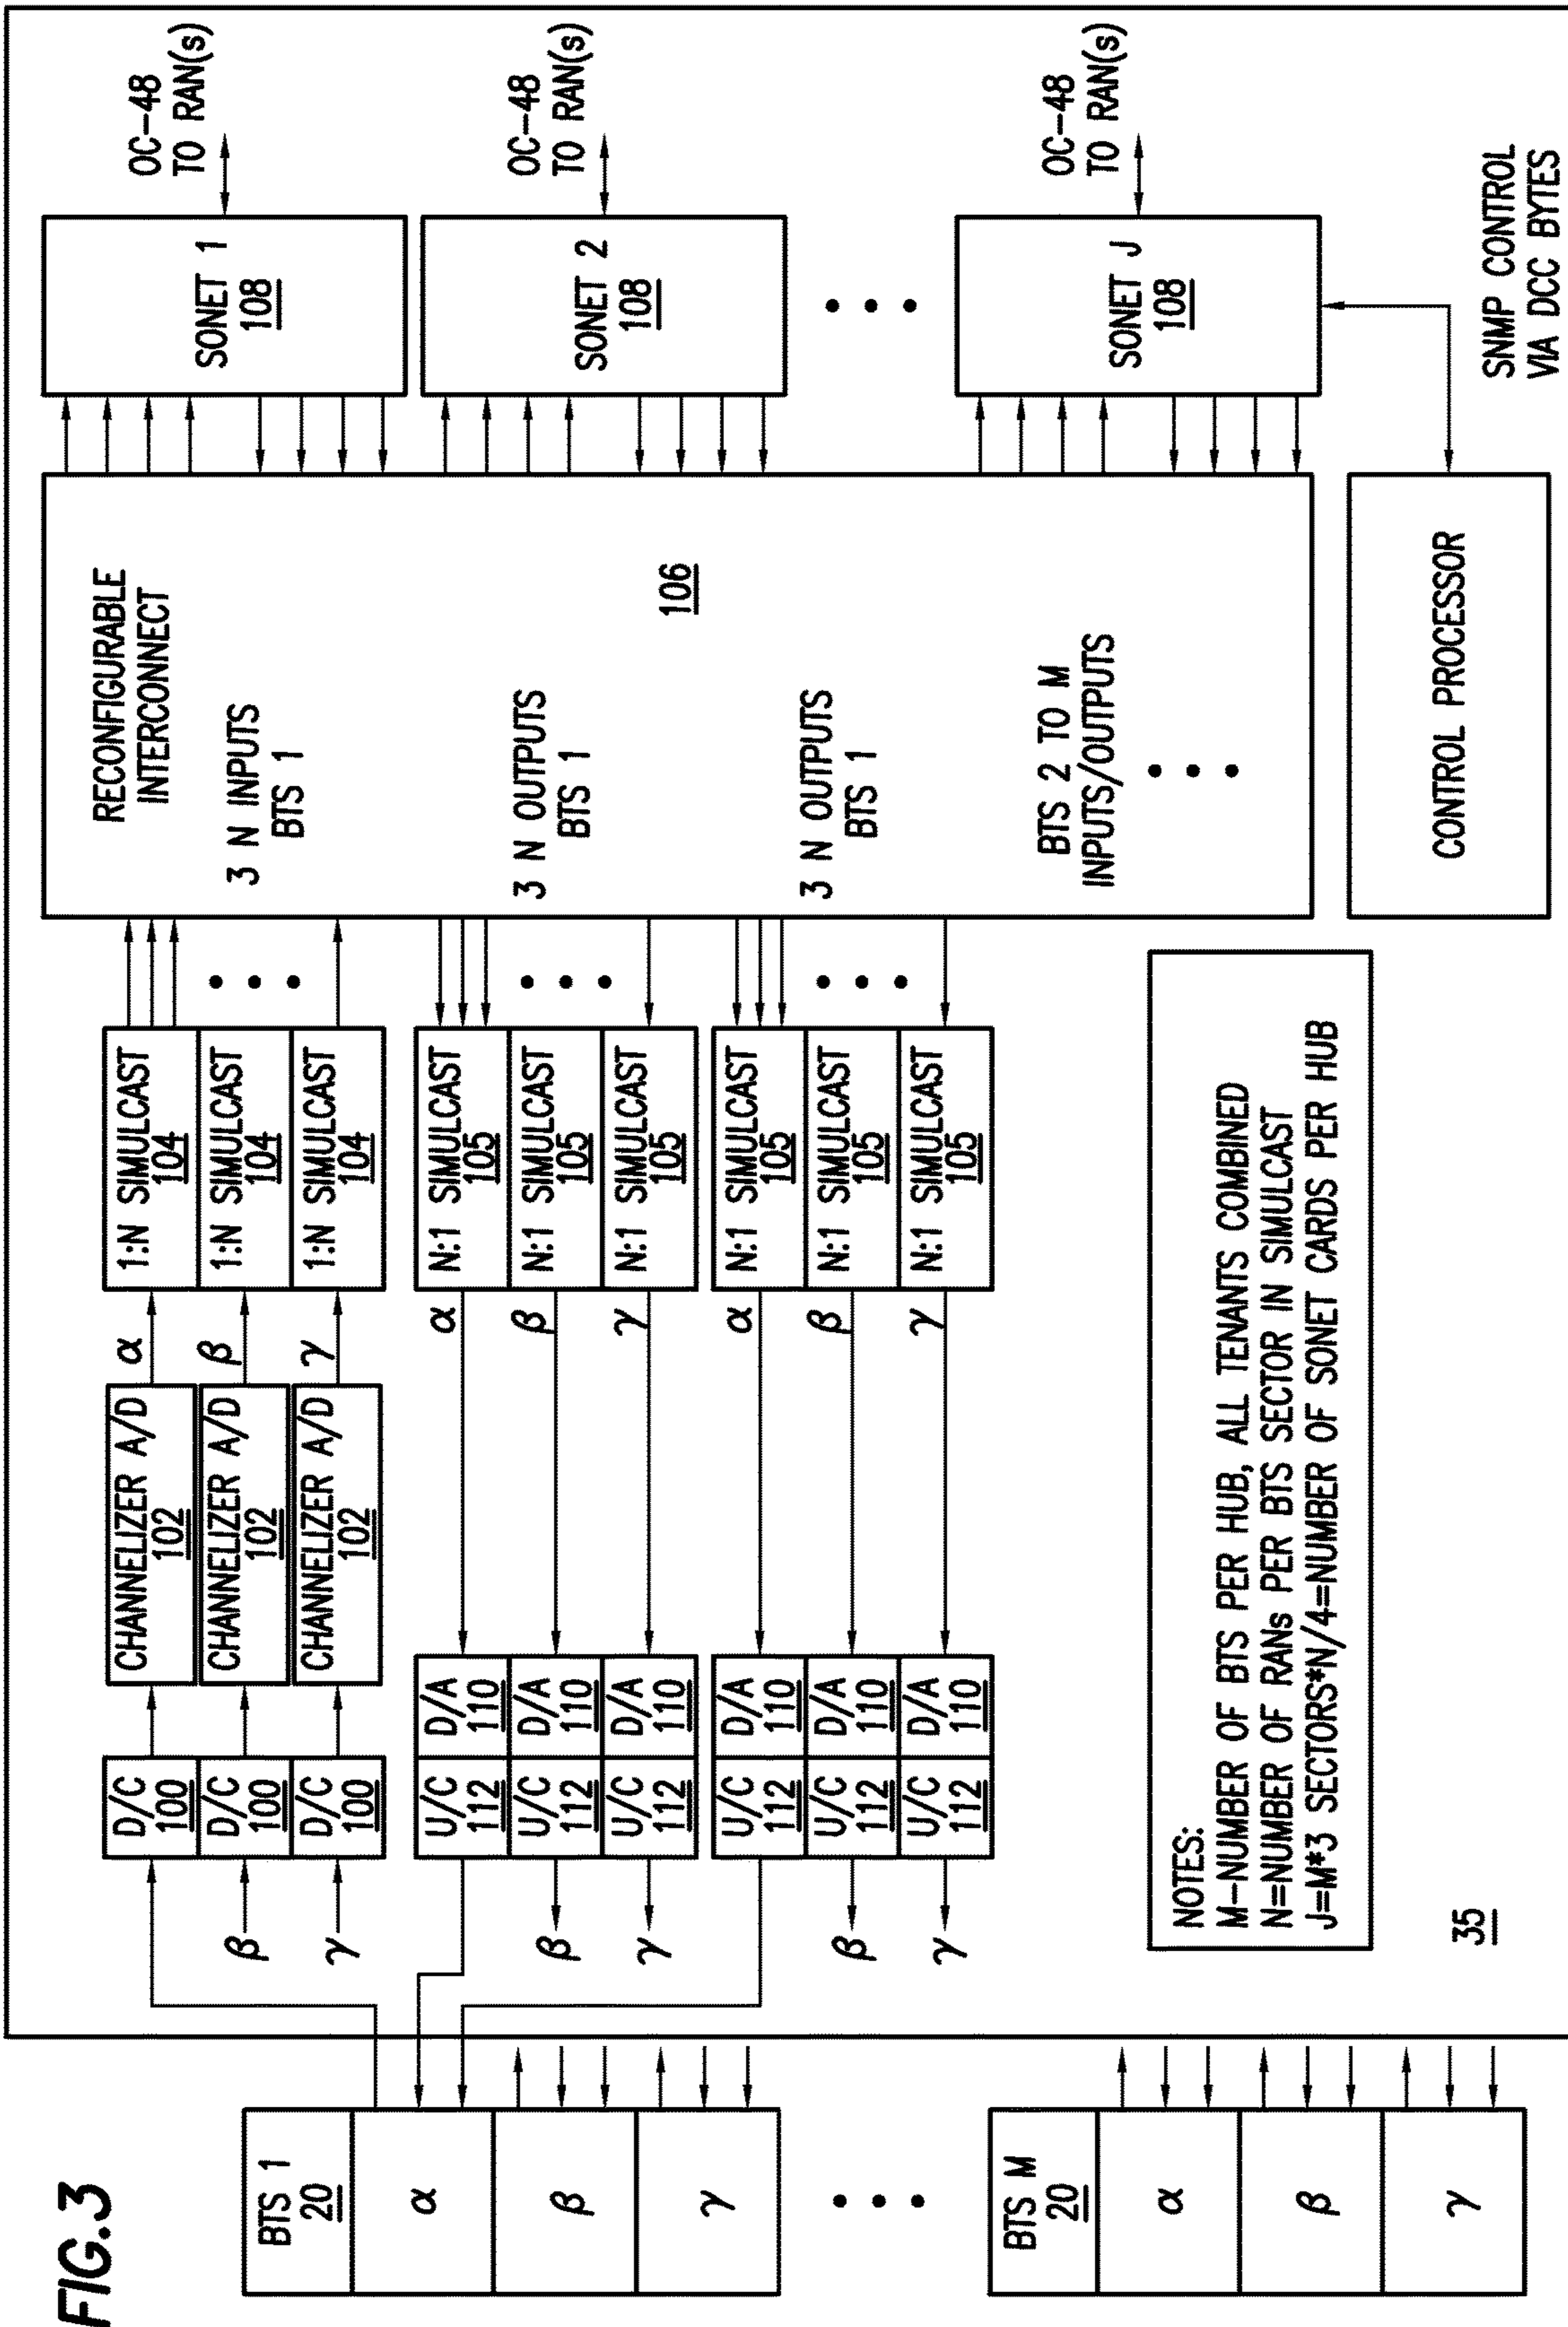 FIG.3
BTS 1
20
α
β
γ
BTS M
20
α
β
γ
D/C
100
D/C
100
D/C
100
β
γ
CHANNELIZER A/D
102
CHANNELIZER A/D
102
CHANNELIZER A/D
102
α
β
γ
1:N SIMULCAST
104
1:N SIMULCAST
104
1:N SIMULCAST
104
U/C
112
U/C
112
U/C
112
β
γ
D/A
110
D/A
110
D/A
110
α
β
γ
N:1 SIMULCAST
105
N:1 SIMULCAST
105
N:1 SIMULCAST
105
U/C
112
U/C
112
U/C
112
β
γ
D/A
110
D/A
110
D/A
110
α
β
γ
N:1 SIMULCAST
105
N:1 SIMULCAST
105
N:1 SIMULCAST
105
RECONFIGURABLE
INTERCONNECT
3 N INPUTS
BTS 1
3 N OUTPUTS
BTS 1
106
3 N OUTPUTS
BTS 1
BTS 2 TO M
INPUTS/OUTPUTS
SONET 1
108
OC-48
TO RAN(s)
SONET 2
108
OC-48
TO RAN(s)
SONET J
108
OC-48
TO RAN(s)
CONTROL PROCESSOR
SNMP CONTROL
VIA DCC BYTES
NOTES:
M-NUMBER OF BTS PER HUB, ALL TENANTS COMBINED
N=NUMBER OF RANs PER BTS SECTOR IN SIMULCAST
J=M*3 SECTORS*N/4=NUMBER OF SONET CARDS PER HUB
35